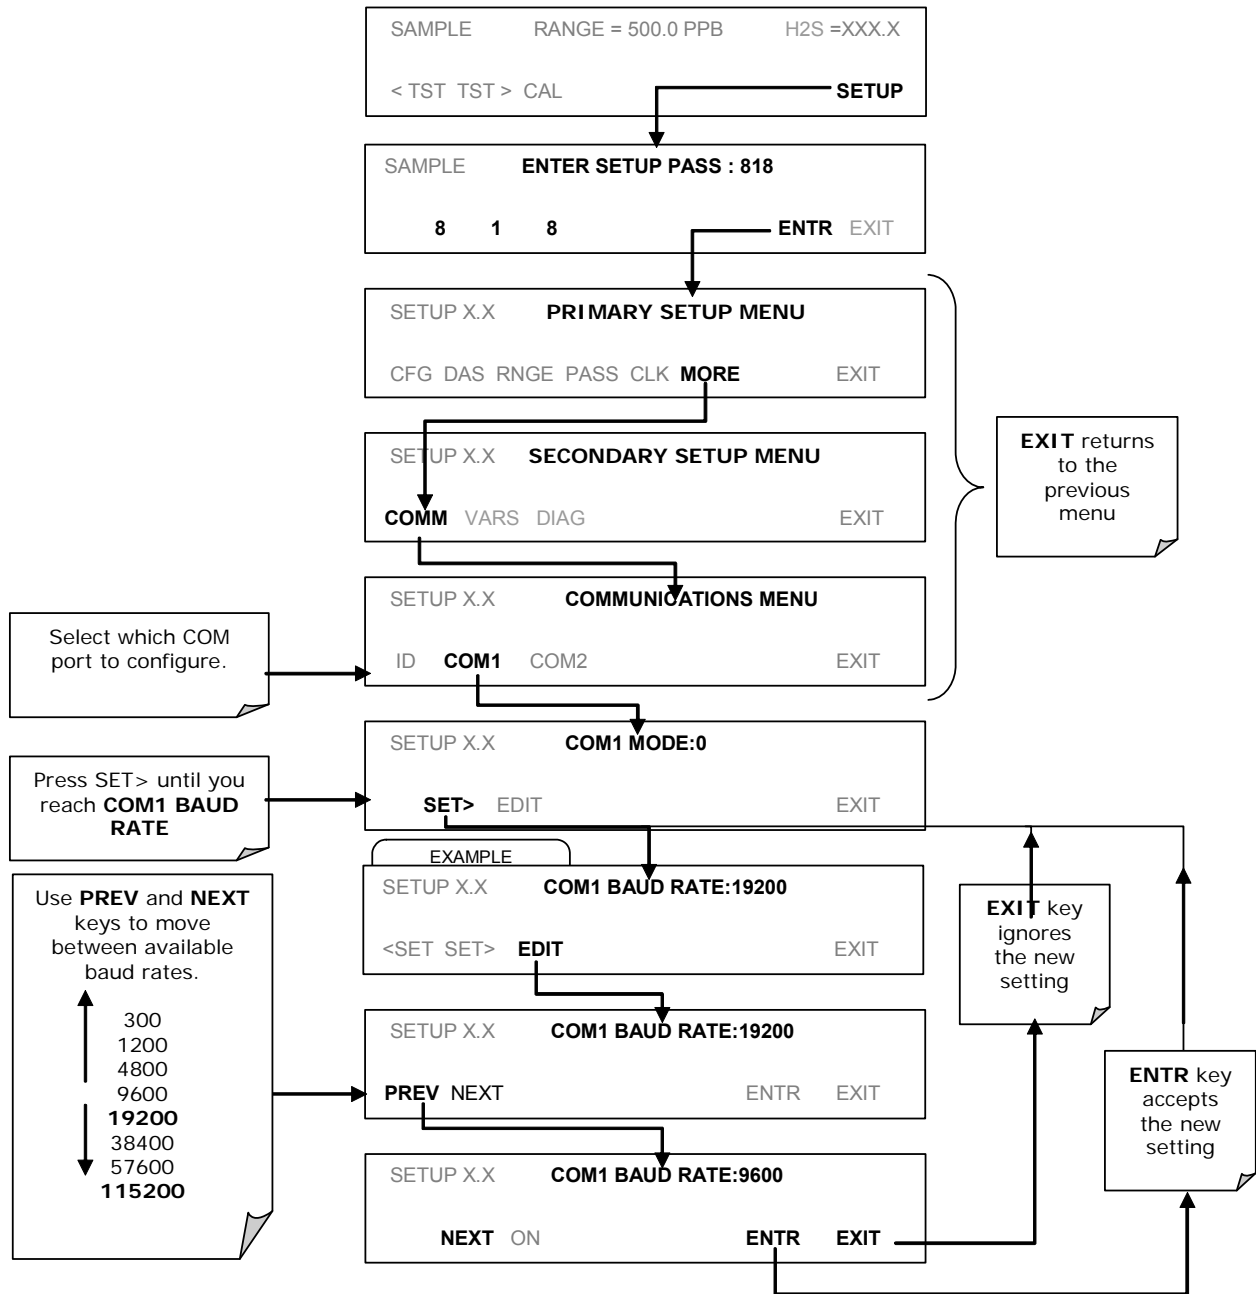 SAMPLE RANGE = 500.0 PPB H2S =XXX.X
< TST TST > CAL SETUP
SAMPLE ENTER SETUP PASS : 818
8 1 8 ENTR EXIT
SETUP X.X PRIMARY SETUP MENU
CFG DAS RNGE PASS CLK MORE EXIT
SETUP X.X SECONDARY SETUP MENU
COMM VARS DIAG EXIT
EXIT returns
to the
previous
menu
SETUP X.X COMMUNICATIONS MENU
ID COM1 COM2 EXIT
Select which COM
port to configure.
SETUP X.X COM1 MODE:0
SET> EDIT EXIT
Press SET> until you
reach COM1 BAUD
RATE
EXAMPLE
SETUP X.X COM1 BAUD RATE:19200
<SET SET> EDIT EXIT
Use PREV and NEXT
keys to move
between available
baud rates.
300
1200
4800
9600
19200
38400
57600
115200
EXIT key
ignores
the new
setting
SETUP X.X COM1 BAUD RATE:19200
PREV NEXT ENTR EXIT
ENTR key
accepts
the new
setting
SETUP X.X COM1 BAUD RATE:9600
NEXT ON ENTR EXIT